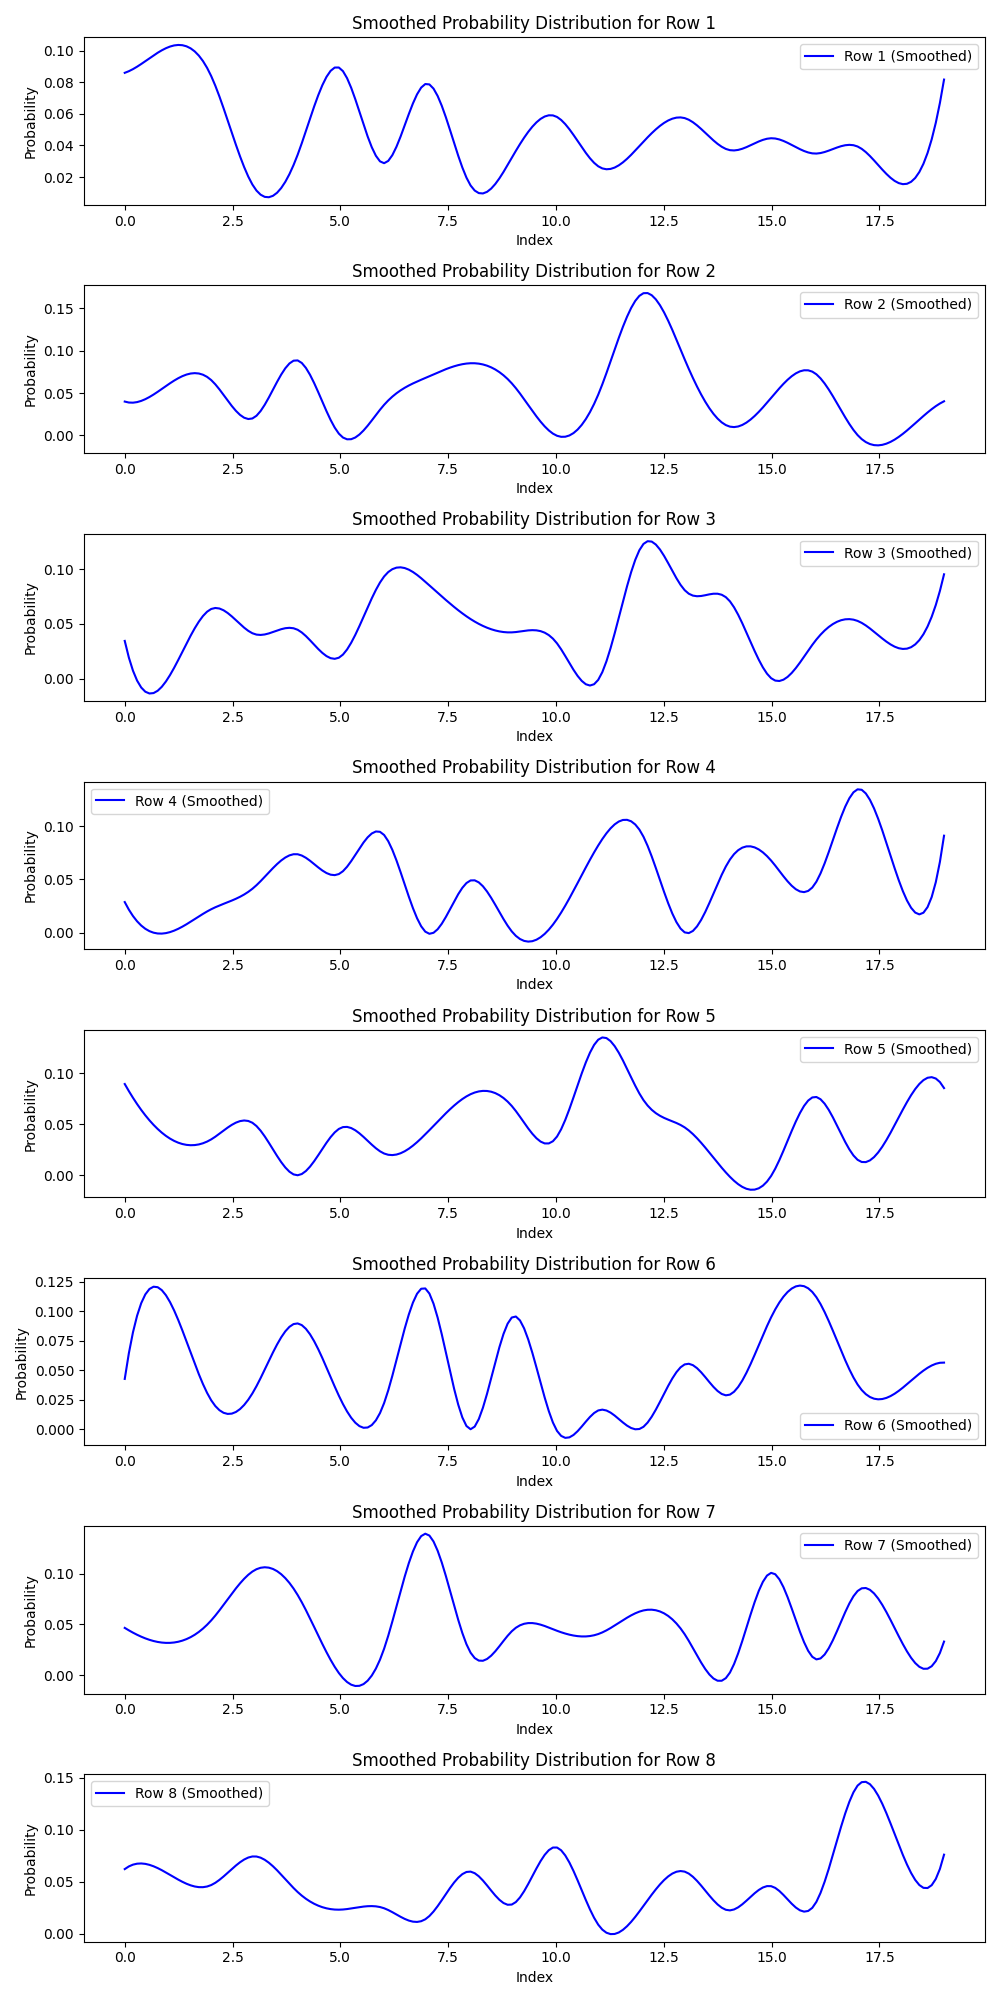 Smoothed Probability Distribution for Row 1
Row 1 (Smoothed)
Probability
0.10
0.08
0.06
0.04
0.02
0.0 2.5 5.0 7.5 10.0 12.5 15.0 17.5
Index
Smoothed Probability Distribution for Row 2
Row 2 (Smoothed)
Probability
0.15
0.10
0.05
0.00
0.0 2.5 5.0 7.5 10.0 12.5 15.0 17.5
Index
Smoothed Probability Distribution for Row 3
Row 3 (Smoothed)
Probability
0.10
0.05
0.00
0.0 2.5 5.0 7.5 10.0 12.5 15.0 17.5
Index
Smoothed Probability Distribution for Row 4
Row 4 (Smoothed)
Probability
0.10
0.05
0.00
0.0 2.5 5.0 7.5 10.0 12.5 15.0 17.5
Index
Smoothed Probability Distribution for Row 5
Row 5 (Smoothed)
Probability
0.10
0.05
0.00
0.0 2.5 5.0 7.5 10.0 12.5 15.0 17.5
Index
Smoothed Probability Distribution for Row 6
Probability
0.125
0.100
0.075
0.050
0.025
0.000
Row 6 (Smoothed)
0.0 2.5 5.0 7.5 10.0 12.5 15.0 17.5
Index
Smoothed Probability Distribution for Row 7
Row 7 (Smoothed)
Probability
0.10
0.05
0.00
0.0 2.5 5.0 7.5 10.0 12.5 15.0 17.5
Index
Smoothed Probability Distribution for Row 8
Row 8 (Smoothed)
Probability
0.15
0.10
0.05
0.00
0.0 2.5 5.0 7.5 10.0 12.5 15.0 17.5
Index